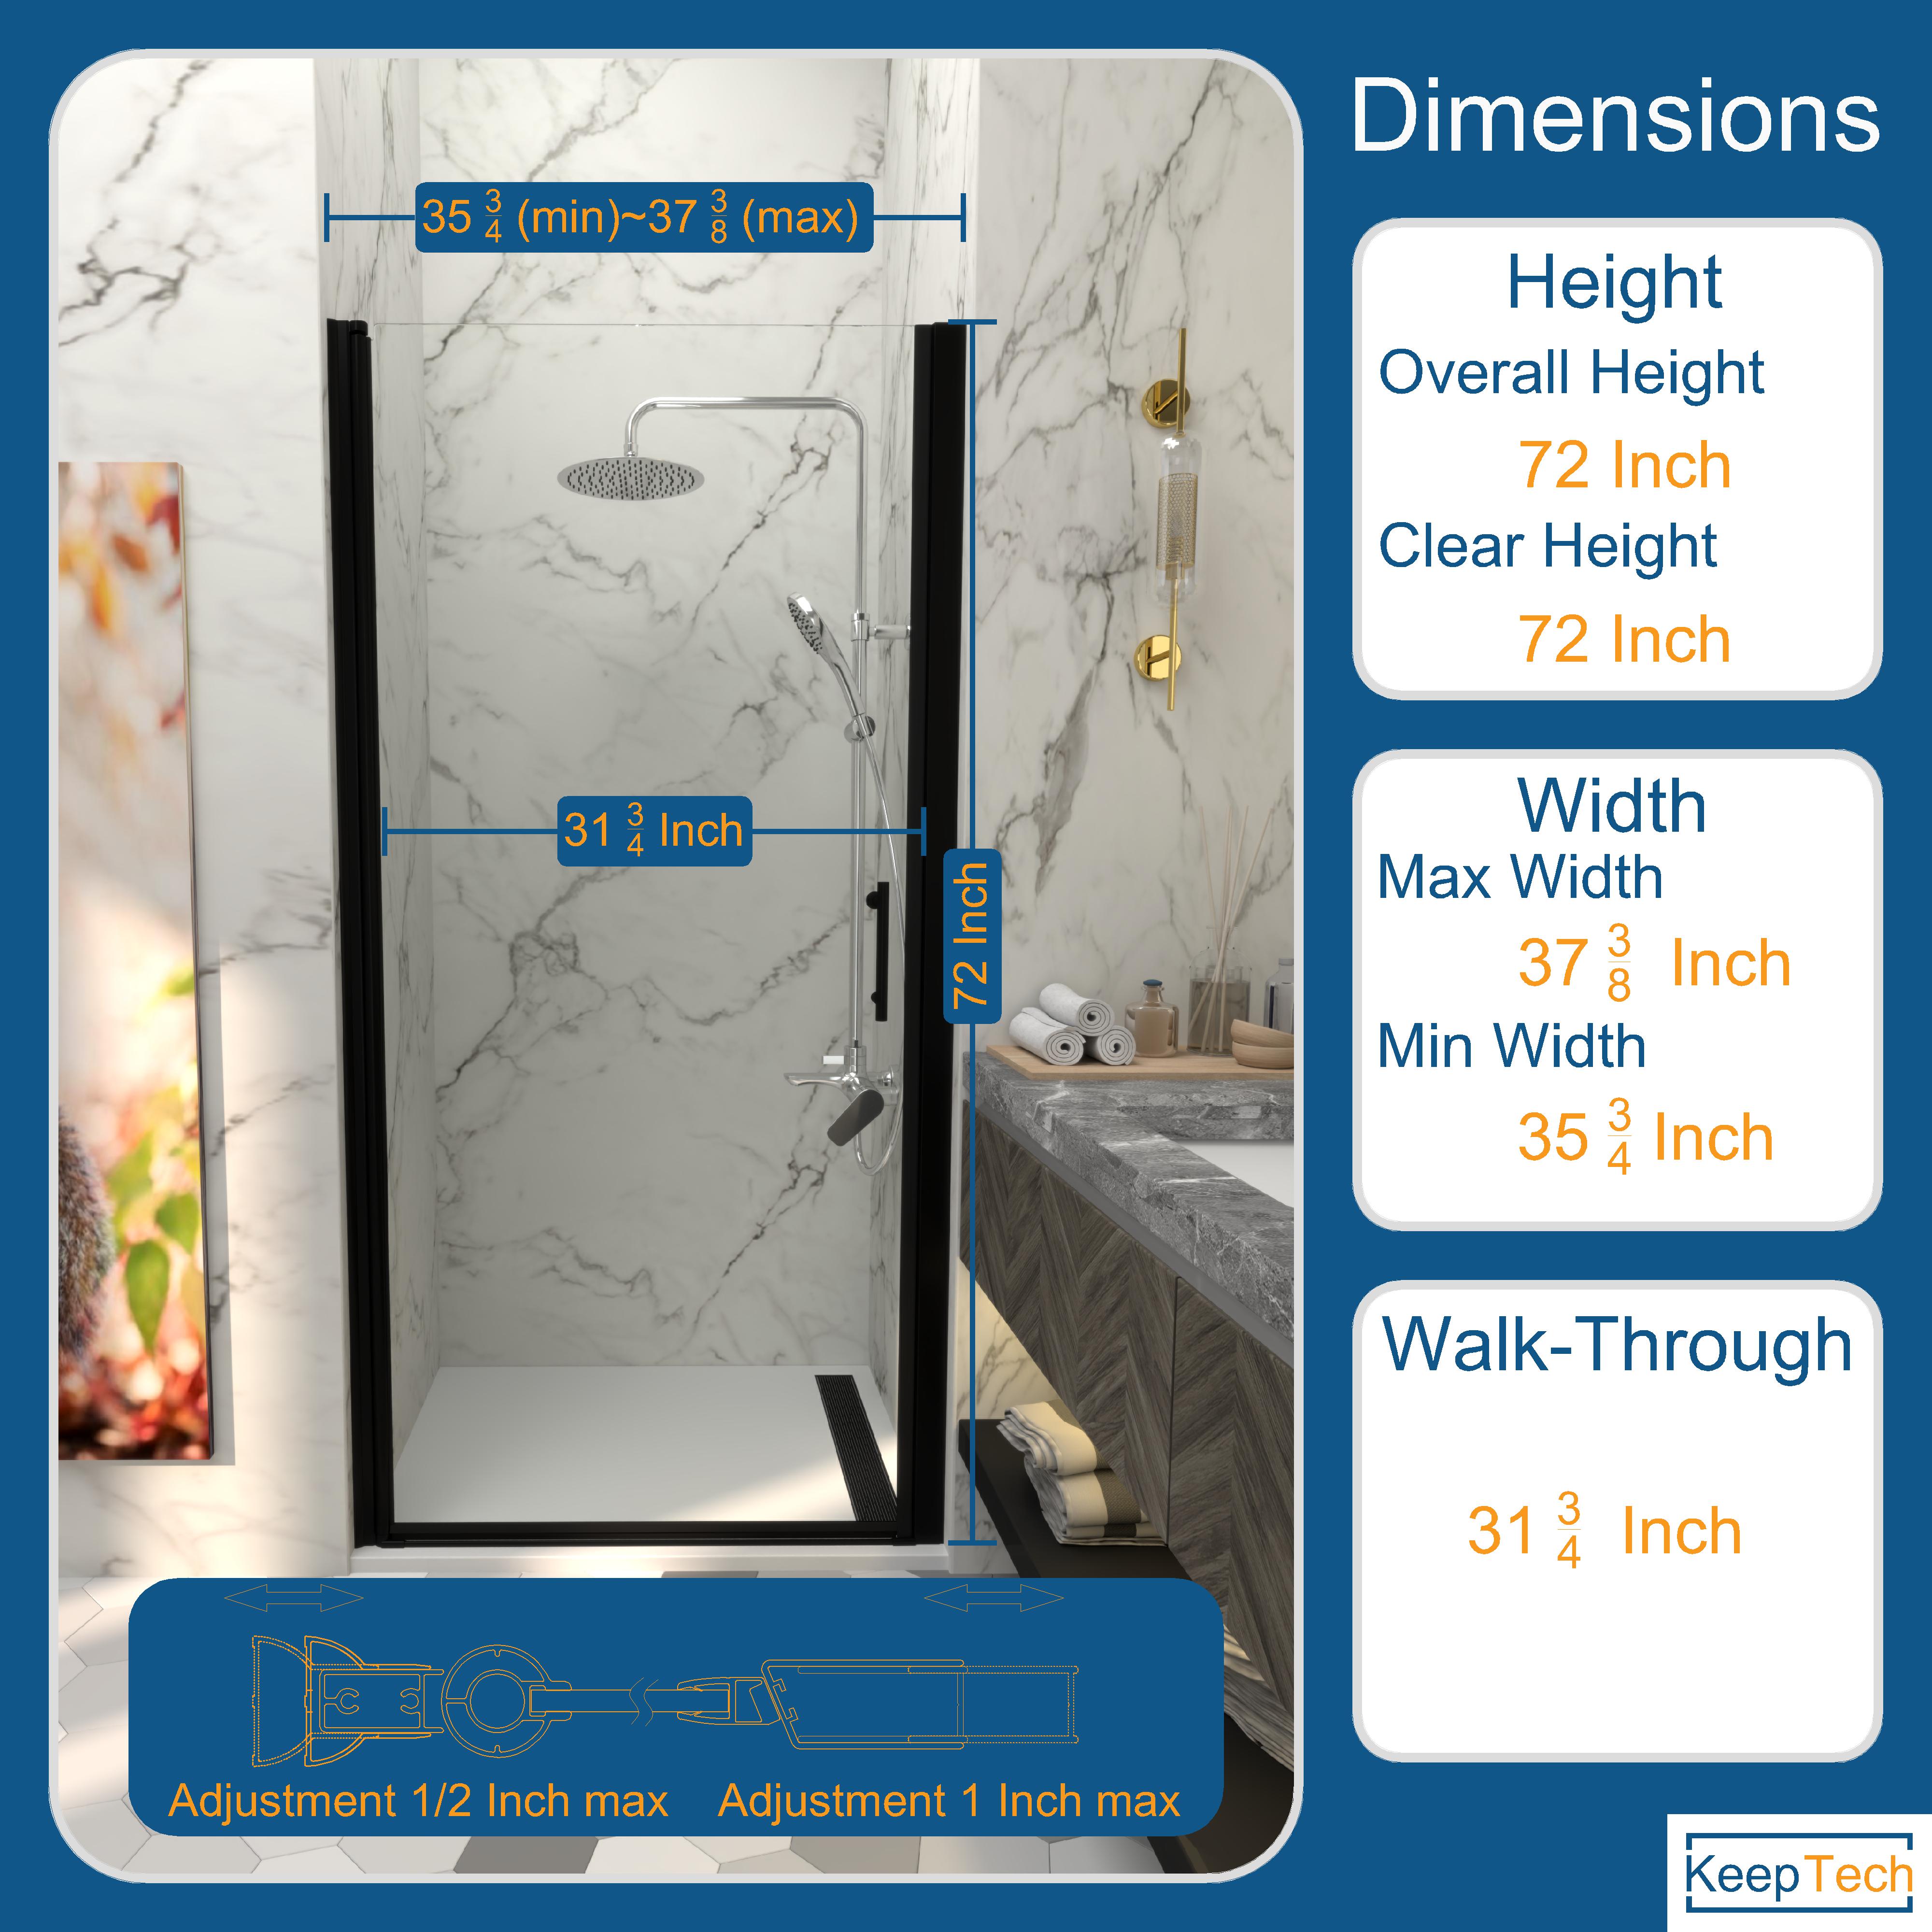 Dimensions
35 3/4 (min)~37 3/8 (max)
31 3/4 Inch
72 Inch
Height
Overall Height
72 Inch
Clear Height
72 Inch
Width
Max Width
37 3/8 Inch
Min Width
35 3/4 Inch
Walk-Through
31 3/4 Inch
Adjustment 1/2 Inch max
Adjustment 1 Inch max
KeepTech